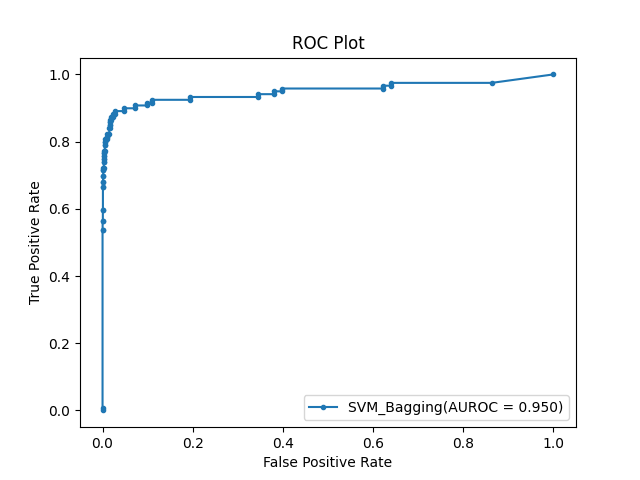 ROC Plot
True Positive Rate
1.0
0.8
0.6
0.4
0.2
0.0
SVM_Bagging(AUROC = 0.950)
0.0 0.2 0.4 0.6 0.8 1.0
False Positive Rate